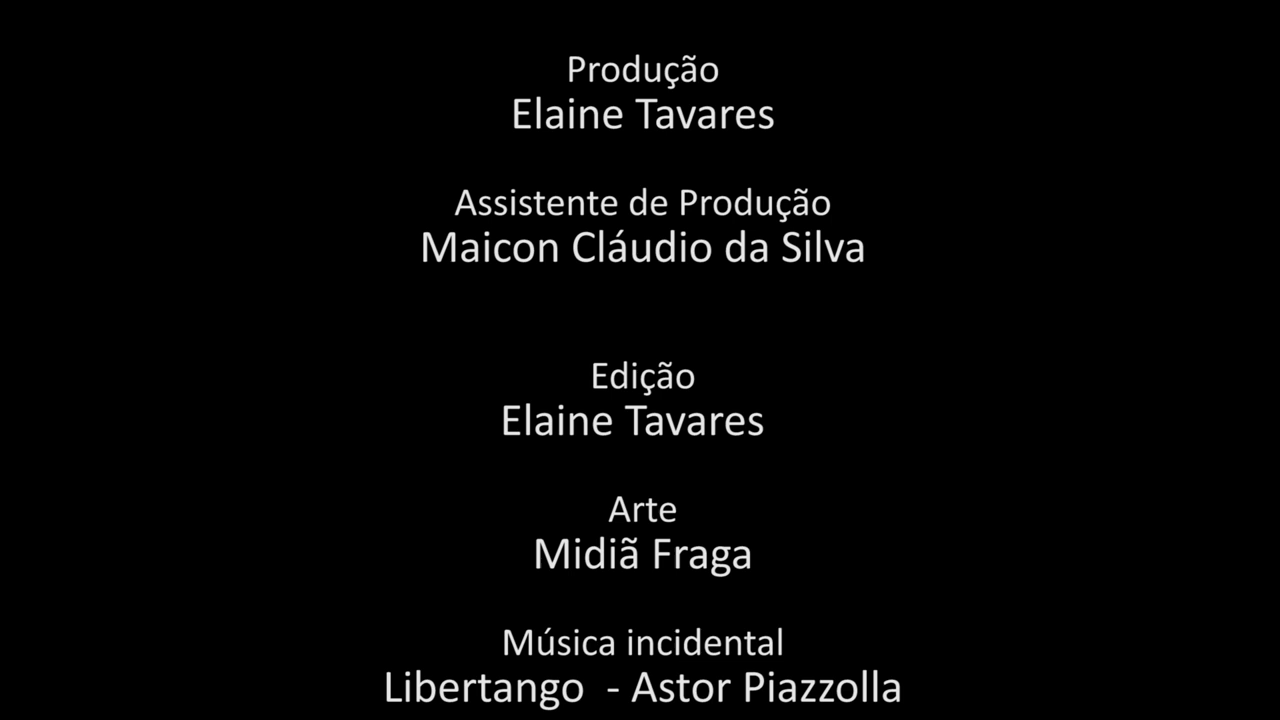 Produção
Elaine Tavares
Assistente de Produção
Maicon Cláudio da Silva
Edição
Elaine Tavares
Arte
Midiã Fraga
Música incidental
Libertango  - Astor Piazzolla